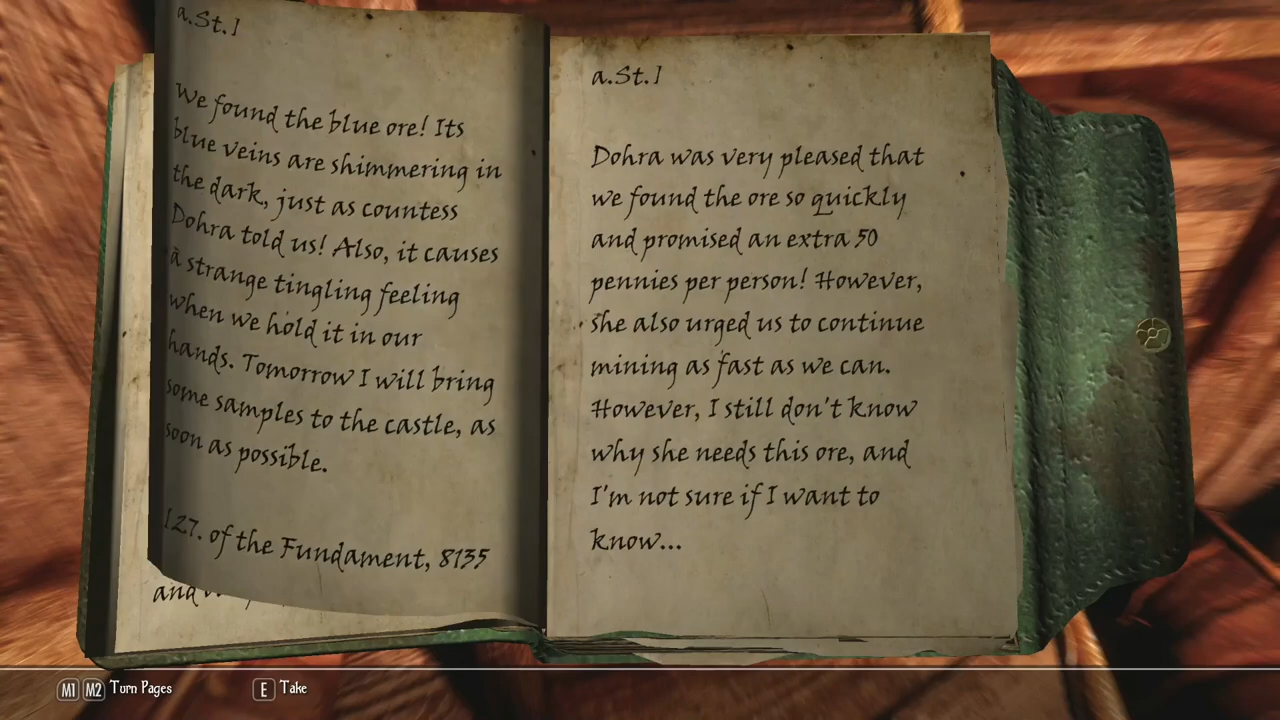 a.St.]
We found the blue ore! Its
blue veins are shimmering in
the dark, just as countess
Dohra told us! Also, it causes
a strange tingling feeling
when we hold it in our
hands. Tomorrow I will bring
some samples to the castle, as
soon as possible.
127. of the Fundament, 8135
and
a.St.]
Dohra was very pleased that
we found the ore so quickly
and promised an extra 50
pennies per person! However,
she also urged us to continue
mining as fast as we can.
However, I still don't know
why she needs this ore, and
I'm not sure if I want to
know...
M1 M2 Turn Pages
E Take